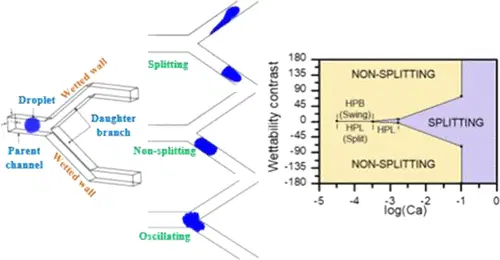 Wetted wall
Droplet
Daughter
branch
Parent
channel
Wetted wall
Splitting
Non-splitting
Oscillating
Wettability contrast
180
135
90
45
0
-45
-90
-135
-180
NON-SPLITTING
HPB
(Swing)
HPL
(Split)
HPL
SPLITTING
NON-SPLITTING
-5 -4 -3 -2 -1 0
log(Ca)